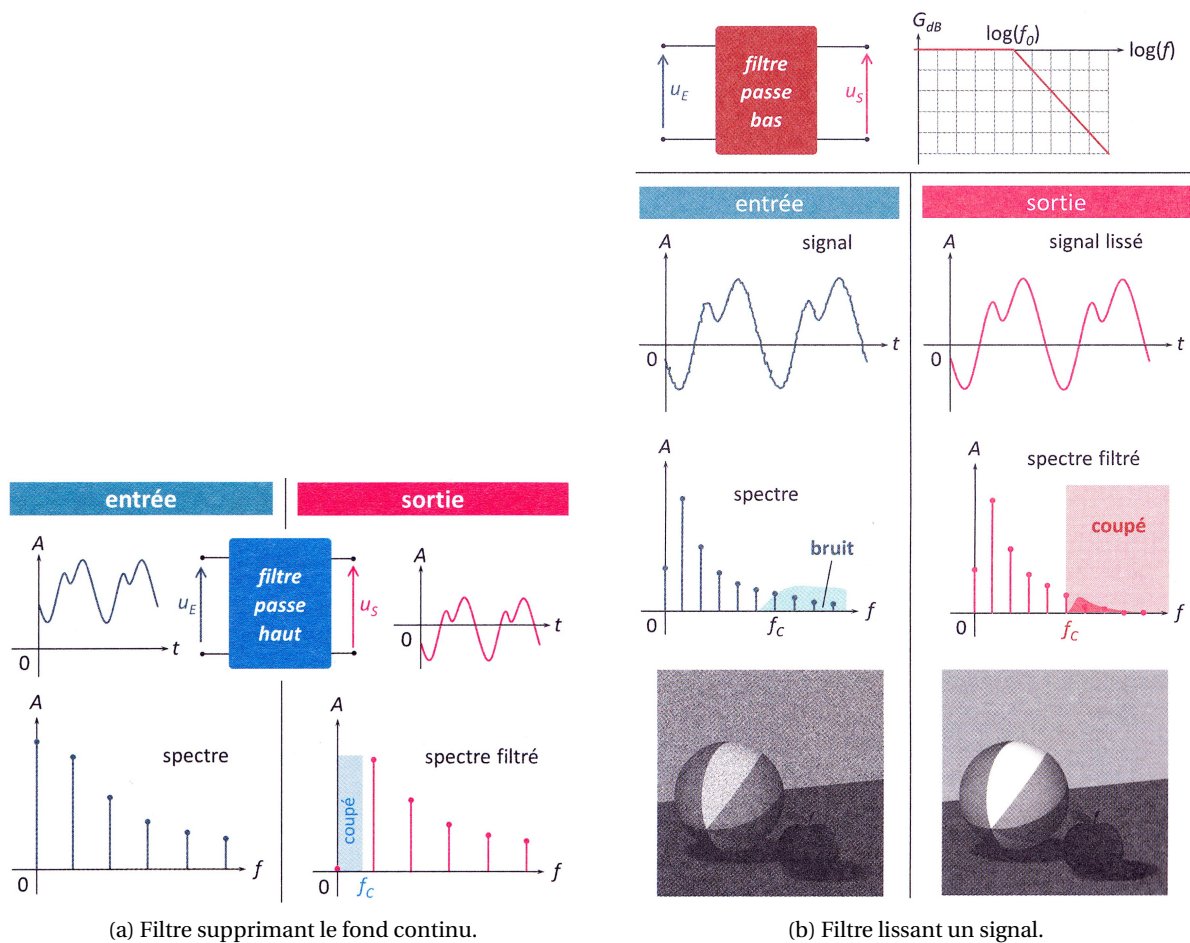 entrée
sortie
A
u_E
filtre
passe
haut
u_S
A
t
0
t
0
A
spectre
f
0
A
spectre filtré
coupé
f
0
f_C
(a) Filtre supprimant le fond continu.
u_E
filtre
passe
bas
u_S
G_dB
log(f_0)
log(f)
entrée
sortie
A
signal
t
0
A
signal lissé
t
0
A
spectre
bruit
f
0
f_C
A
spectre filtré
coupé
f
0
f_C
(b) Filtre lissant un signal.